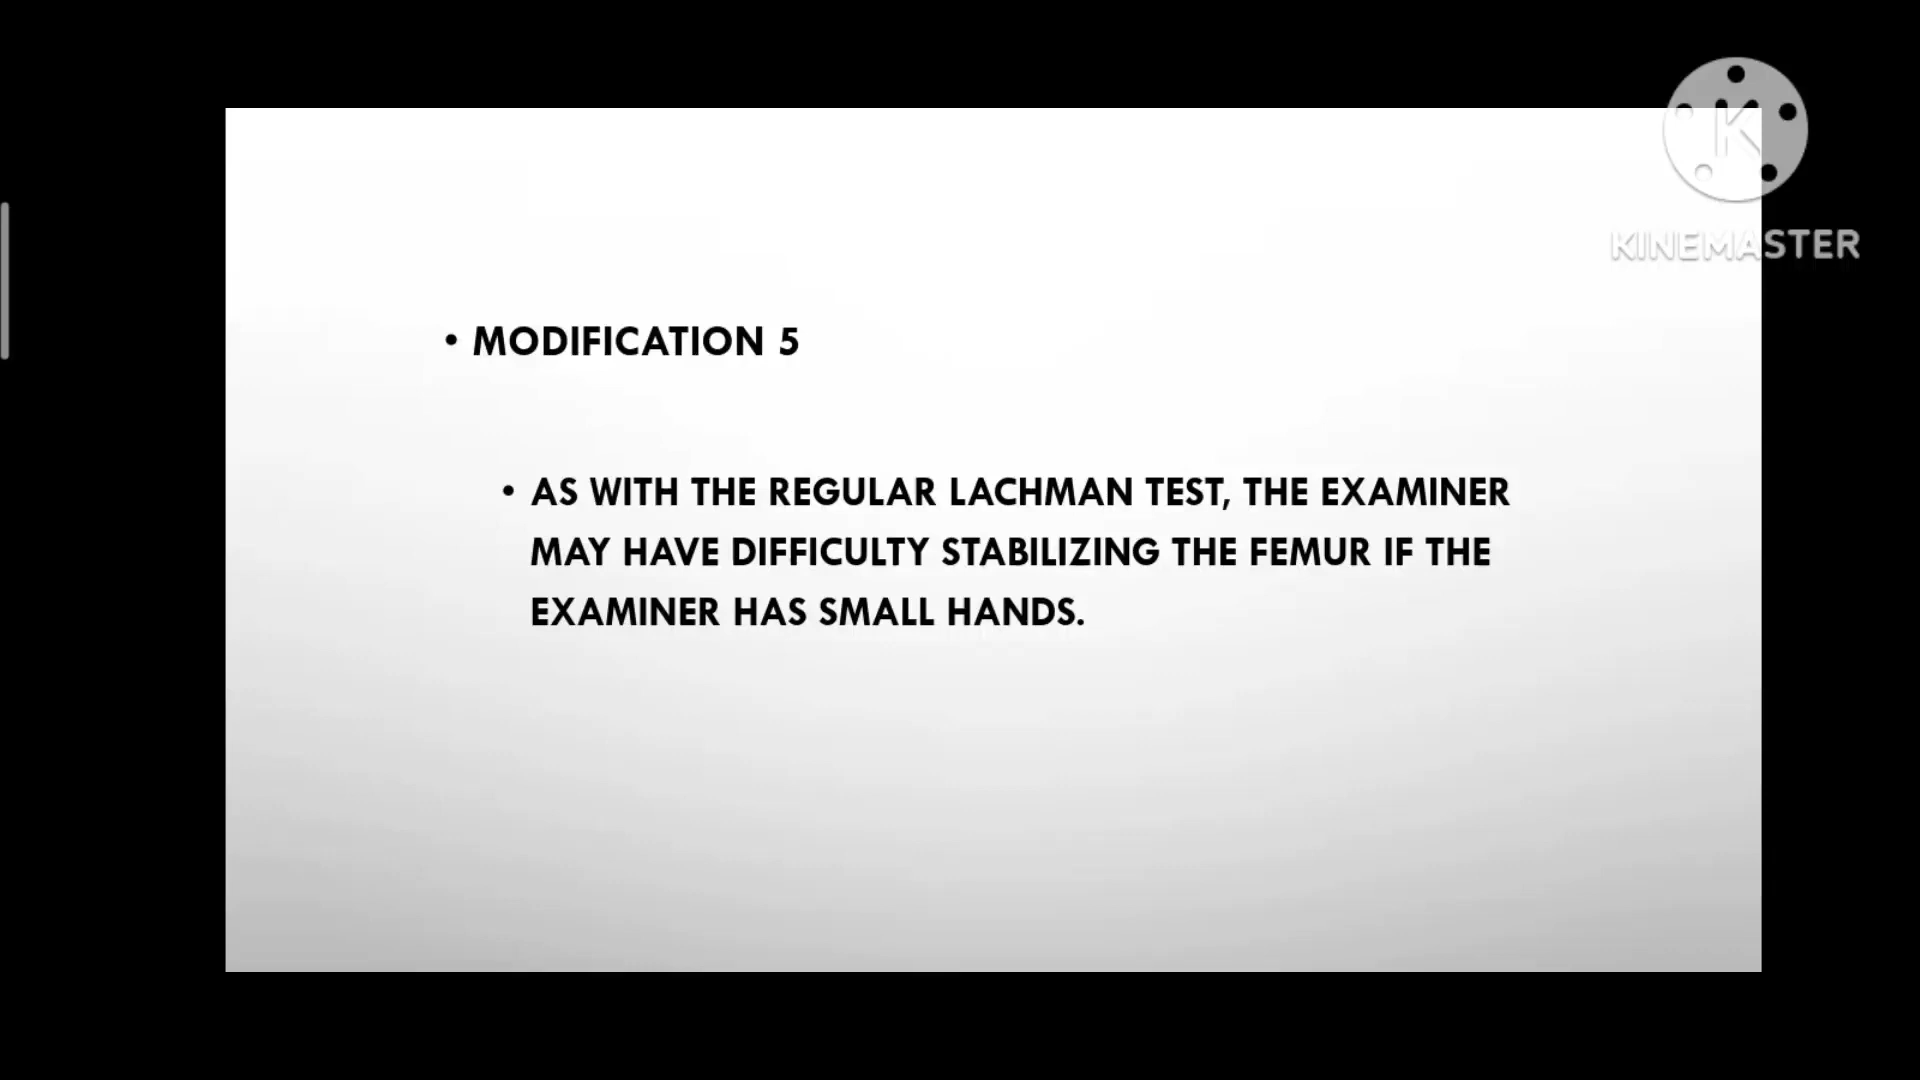 K
KINEMASTER
• MODIFICATION 5
• AS WITH THE REGULAR LACHMAN TEST, THE EXAMINER
MAY HAVE DIFFICULTY STABILIZING THE FEMUR IF THE
EXAMINER HAS SMALL HANDS.